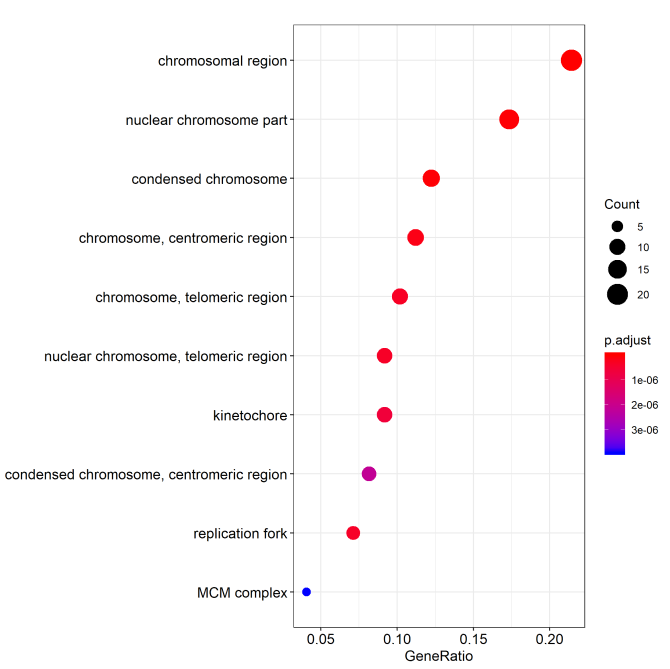 chromosomal region
nuclear chromosome part
condensed chromosome
chromosome, centromeric region
chromosome, telomeric region
nuclear chromosome, telomeric region
kinetochore
condensed chromosome, centromeric region
replication fork
MCM complex
0.05 0.10 0.15 0.20
GeneRatio
Count
5
10
15
20
p.adjust
1e-06
2e-06
3e-06